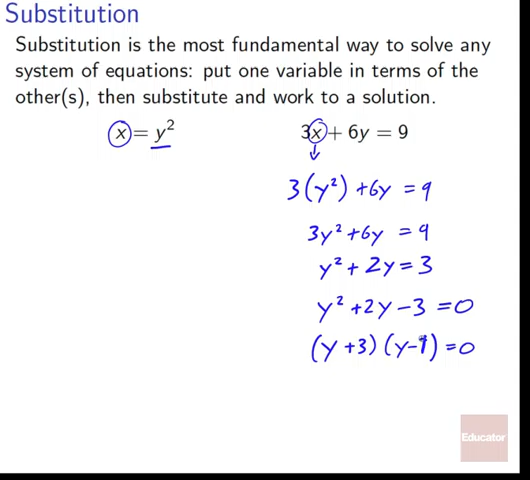 Substitution
Substitution is the most fundamental way to solve any
system of equations: put one variable in terms of the
other(s), then substitute and work to a solution.
x = y² 3x + 6y = 9
3(y²) + 6y = 9
3y² + 6y = 9
y² + 2y = 3
y² + 2y - 3 = 0
(y + 3) (y - 1) = 0
Educator